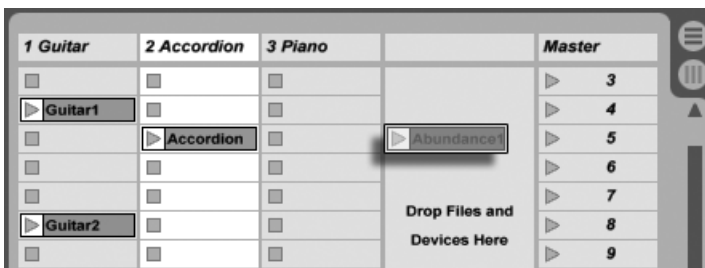 1 Guitar 2 Accordion 3 Piano Master
3
Guitar1 4
Accordion Abundance1 5
6
7
Drop Files and
8
Guitar2
Devices Here
9